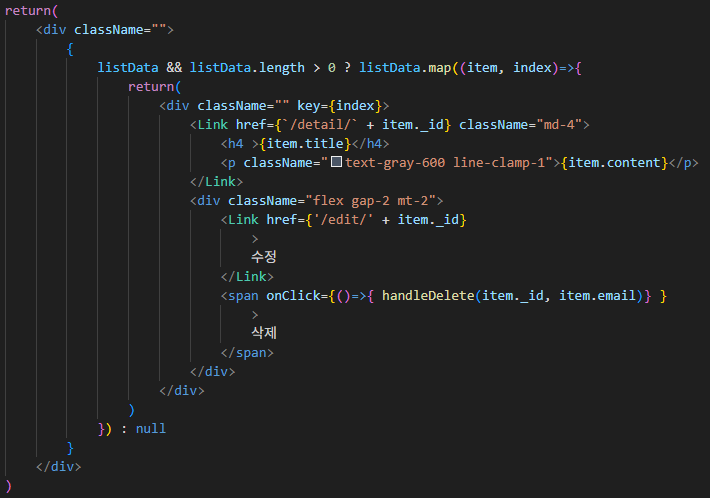 return(
    <div className="">
        {
            listData && listData.length > 0 ? listData.map((item, index)=>{
                return(
                    <div className="" key={index}>
                        <Link href={`/detail/` + item._id} className="md-4">
                            <h4 >{item.title}</h4>
                            <p className="text-gray-600 line-clamp-1">{item.content}</p>
                        </Link>
                        <div className="flex gap-2 mt-2">
                            <Link href={'/edit/' + item._id}
                                >
                                수정
                            </Link>
                            <span onClick={()=>{ handleDelete(item._id, item.email)} }
                                >
                                삭제
                            </span>
                        </div>
                    </div>
                )
            }) : null
        }
    </div>
)